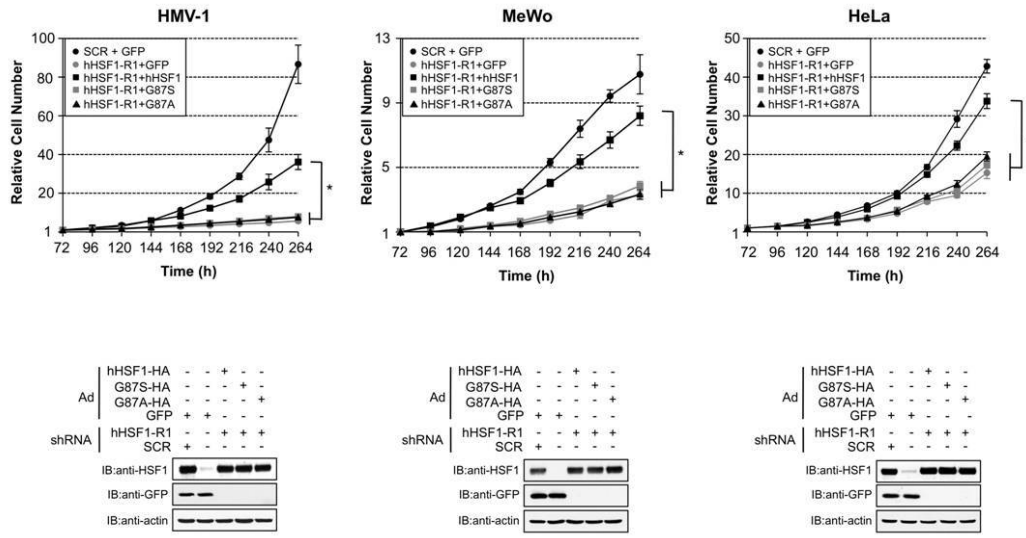 HMV-1
Relative Cell Number
100
80
60
40
20
1
SCR + GFP
hHSF1-R1+GFP
hHSF1-R1+hHSF1
hHSF1-R1+G87S
hHSF1-R1+G87A
*
72 96 120 144 168 192 216 240 264
Time (h)
MeWo
Relative Cell Number
13
9
5
1
SCR + GFP
hHSF1-R1+GFP
hHSF1-R1+hHSF1
hHSF1-R1+G87S
hHSF1-R1+G87A
*
72 96 120 144 168 192 216 240 264
Time (h)
HeLa
Relative Cell Number
50
40
30
20
10
1
SCR + GFP
hHSF1-R1+GFP
hHSF1-R1+hHSF1
hHSF1-R1+G87S
hHSF1-R1+G87A
72 96 120 144 168 192 216 240 264
Time (h)
Ad
hHSF1-HA - - + - -
G87S-HA - - - + -
G87A-HA - - - - +
GFP + + - - -
shRNA
hHSF1-R1 - + + + +
SCR + - - - -
IB:anti-HSF1
IB:anti-GFP
IB:anti-actin
Ad
hHSF1-HA - - + - -
G87S-HA - - - + -
G87A-HA - - - - +
GFP + + - - -
shRNA
hHSF1-R1 - + + + +
SCR + - - - -
IB:anti-HSF1
IB:anti-GFP
IB:anti-actin
Ad
hHSF1-HA - - + - -
G87S-HA - - - + -
G87A-HA - - - - +
GFP + + - - -
shRNA
hHSF1-R1 - + + + +
SCR + - - - -
IB:anti-HSF1
IB:anti-GFP
IB:anti-actin